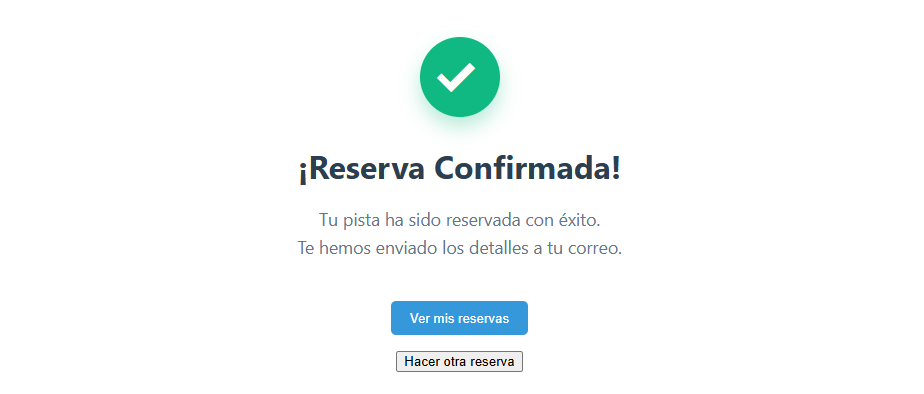 ¡Reserva Confirmada!
Tu pista ha sido reservada con éxito.
Te hemos enviado los detalles a tu correo.
Ver mis reservas
Hacer otra reserva